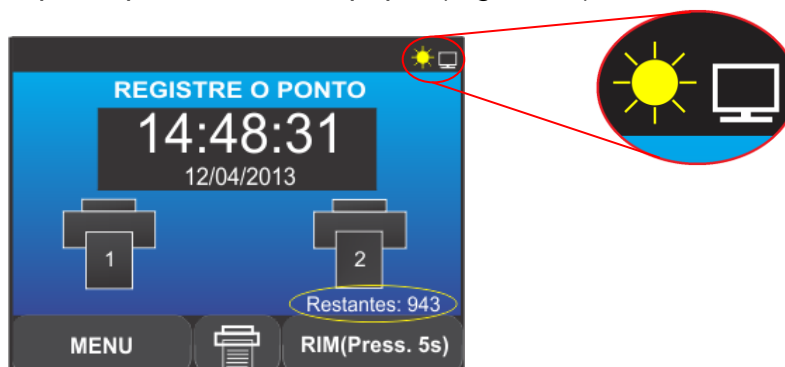 REGISTRE O PONTO
14:48:31
12/04/2013
1
2
Restantes: 943
MENU
RIM(Press. 5s)